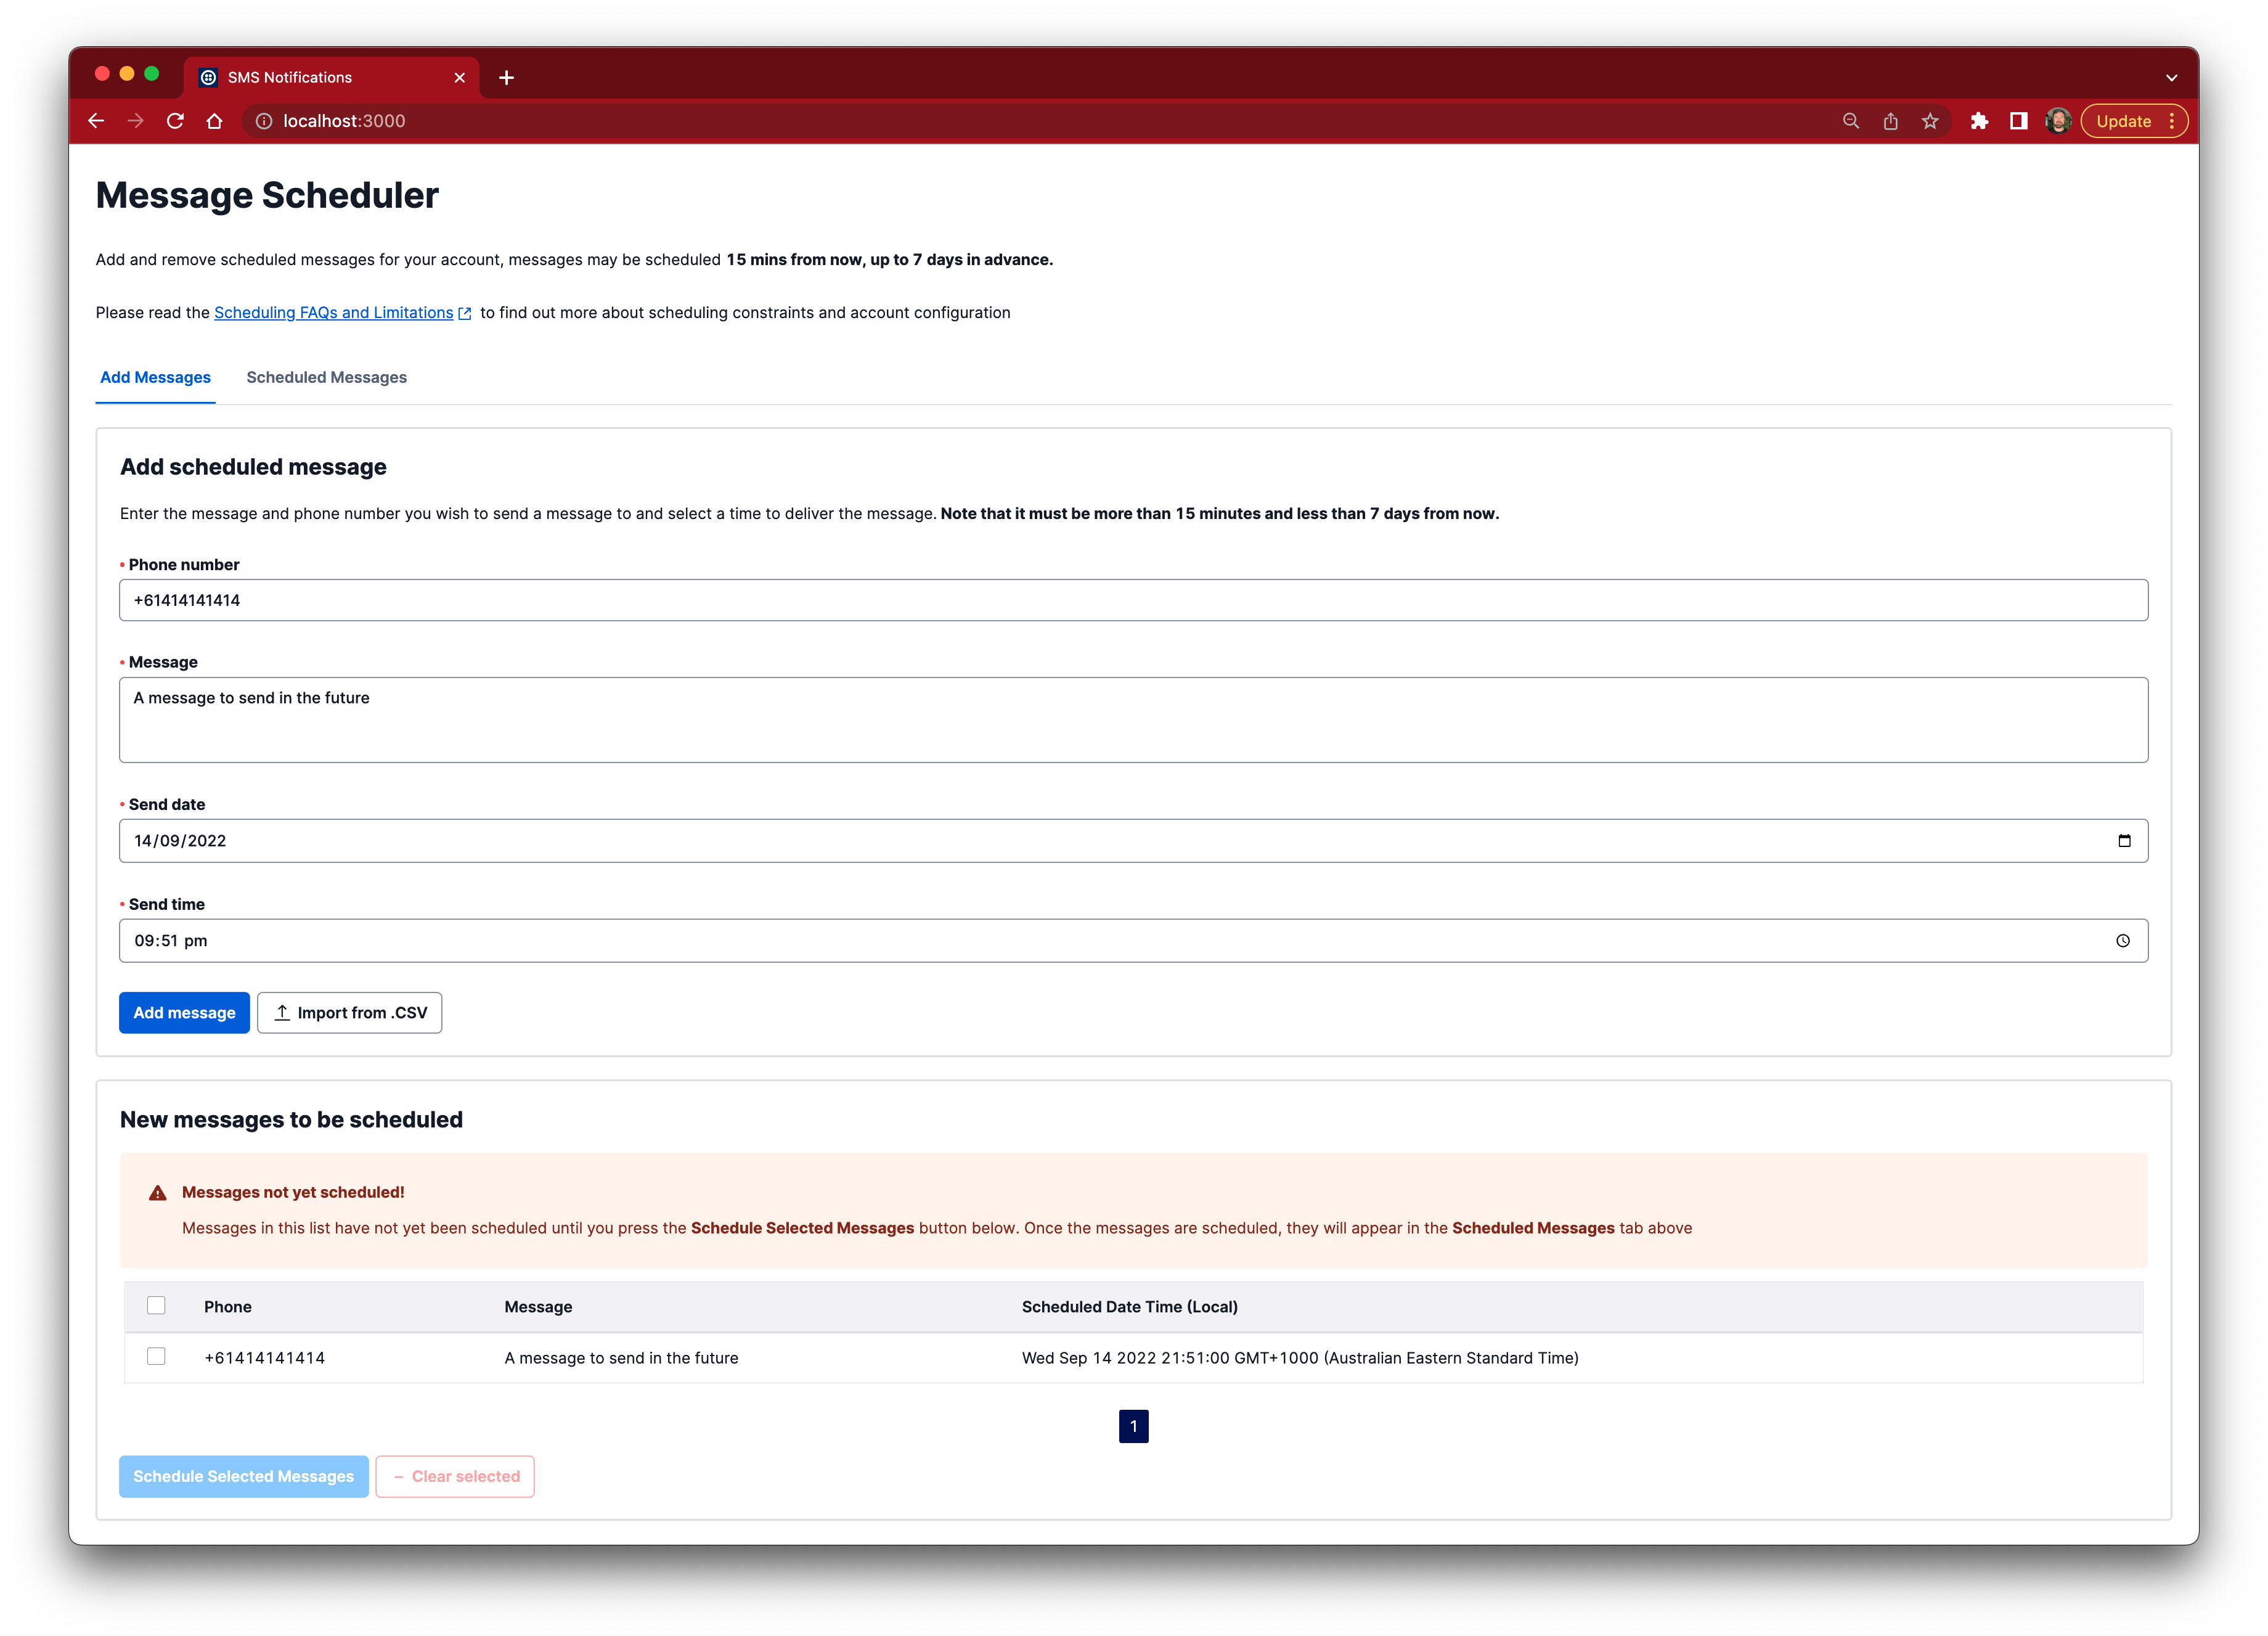 SMS Notifications
localhost:3000
Update
Message Scheduler
Add and remove scheduled messages for your account, messages may be scheduled 15 mins from now, up to 7 days in advance.
Please read the Scheduling FAQs and Limitations to find out more about scheduling constraints and account configuration
Add Messages Scheduled Messages
Add scheduled message
Enter the message and phone number you wish to send a message to and select a time to deliver the message. Note that it must be more than 15 minutes and less than 7 days from now.
Phone number
+61414141414
Message
A message to send in the future
Send date
14/09/2022
Send time
09:51 pm
Add message Import from .CSV
New messages to be scheduled
Messages not yet scheduled!
Messages in this list have not yet been scheduled until you press the Schedule Selected Messages button below. Once the messages are scheduled, they will appear in the Scheduled Messages tab above
Phone Message Scheduled Date Time (Local)
+61414141414 A message to send in the future Wed Sep 14 2022 21:51:00 GMT+1000 (Australian Eastern Standard Time)
1
Schedule Selected Messages – Clear selected